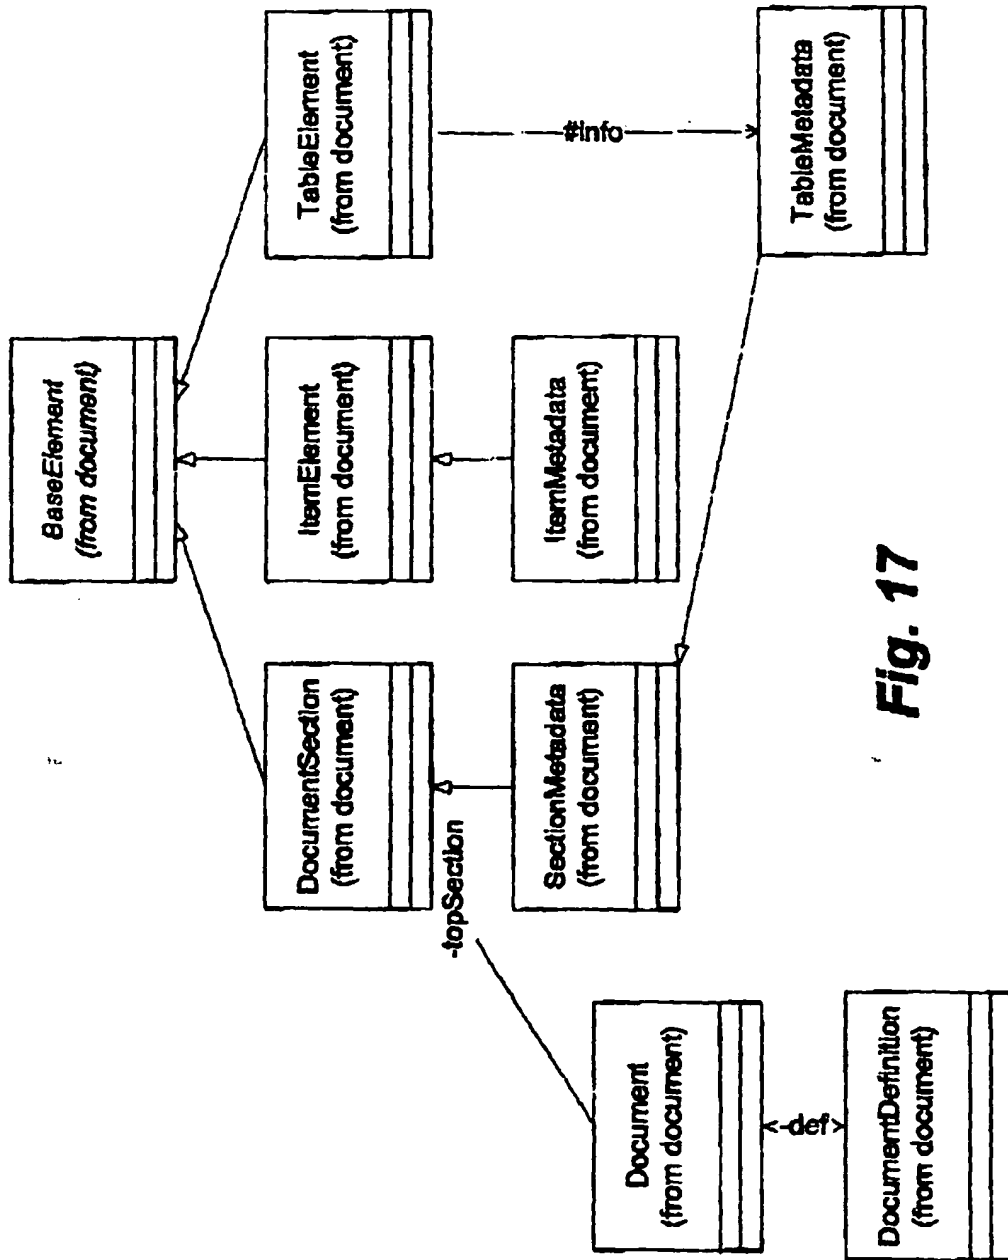 BaseElement
(from document)
DocumentSection
(from document)
ItemElement
(from document)
TableElement
(from document)
-topSection
#info
SectionMetadata
(from document)
ItemMetadata
(from document)
Document
(from document)
TableMetadata
(from document)
-def
DocumentDefinition
(from document)
Fig. 17